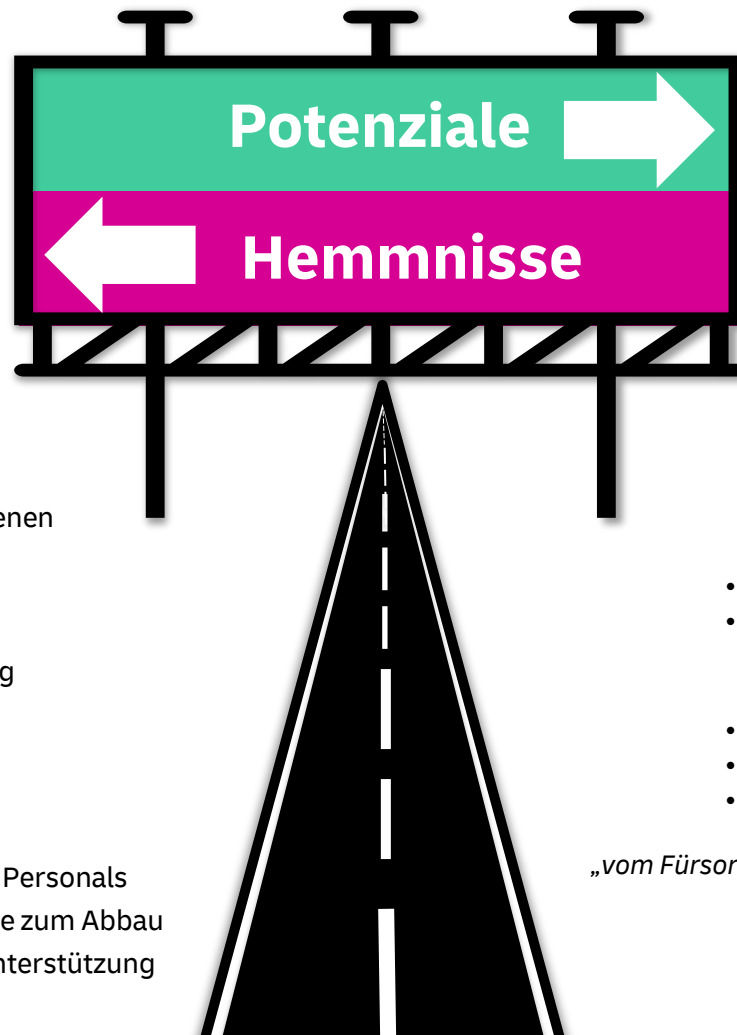 Potenziale
Hemmnisse
enen
g
Personals
e zum Abbau
nterstützung
•
•
•
•
•
„vom Fürsor